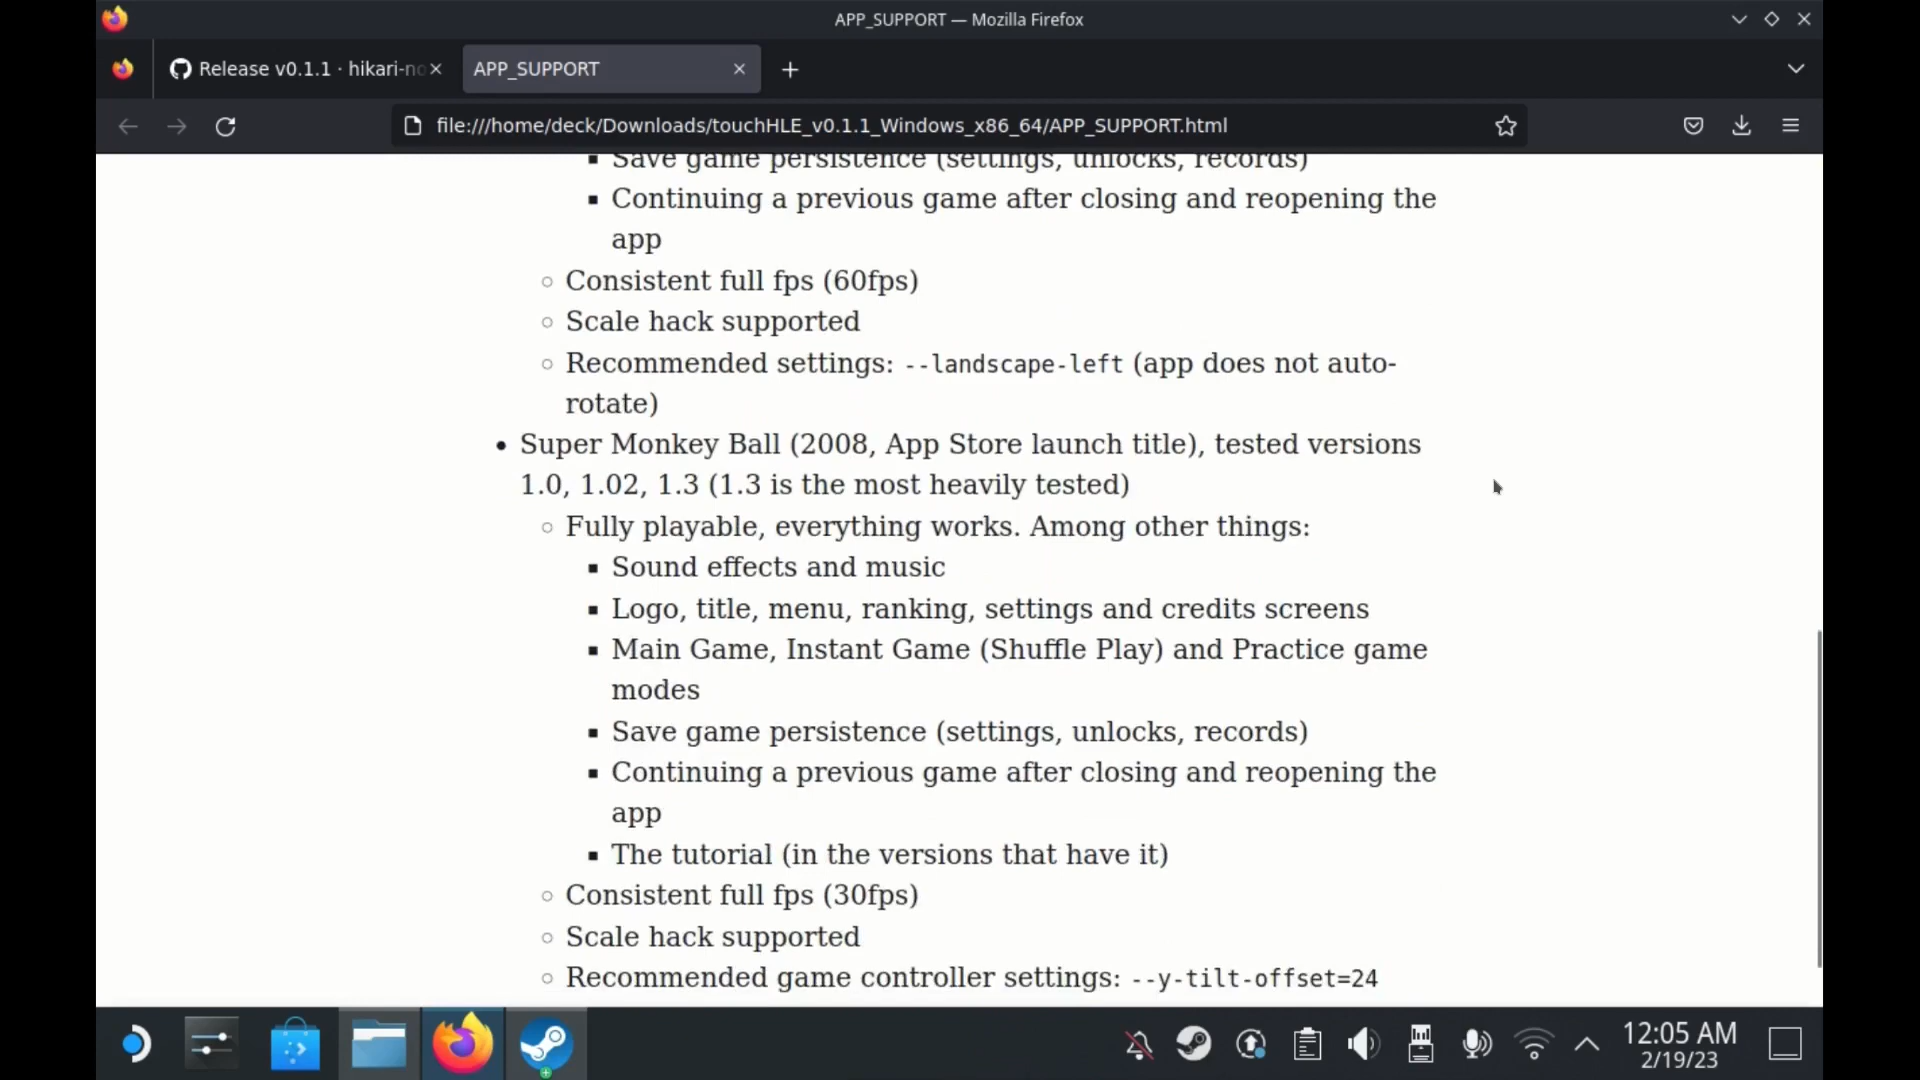 APP_SUPPORT — Mozilla Firefox
Release v0.1.1 · hikari-no
APP_SUPPORT
file:///home/deck/Downloads/touchHLE_v0.1.1_Windows_x86_64/APP_SUPPORT.html
Save game persistence (settings, unlocks, records)
Continuing a previous game after closing and reopening the
app
Consistent full fps (60fps)
Scale hack supported
Recommended settings: --landscape-left (app does not auto-
rotate)
Super Monkey Ball (2008, App Store launch title), tested versions
1.0, 1.02, 1.3 (1.3 is the most heavily tested)
Fully playable, everything works. Among other things:
Sound effects and music
Logo, title, menu, ranking, settings and credits screens
Main Game, Instant Game (Shuffle Play) and Practice game
modes
Save game persistence (settings, unlocks, records)
Continuing a previous game after closing and reopening the
app
The tutorial (in the versions that have it)
Consistent full fps (30fps)
Scale hack supported
Recommended game controller settings: --y-tilt-offset=24
12:05 AM
2/19/23